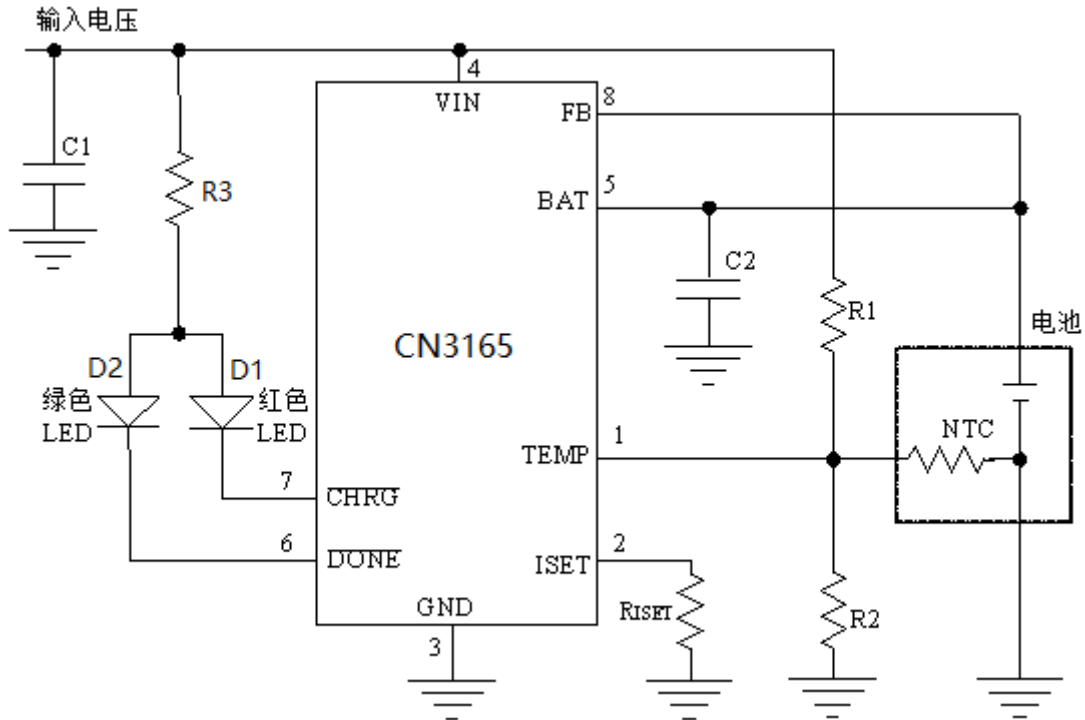 输入电压
4
VIN
8
FB
C1
R3
5
BAT
C2
R1
CN3165
电池
D2
D1
绿色
LED
红色
LED
NTC
1
TEMP
7
CHRG
6
DONE
2
ISET
GND
3
RISET
R2